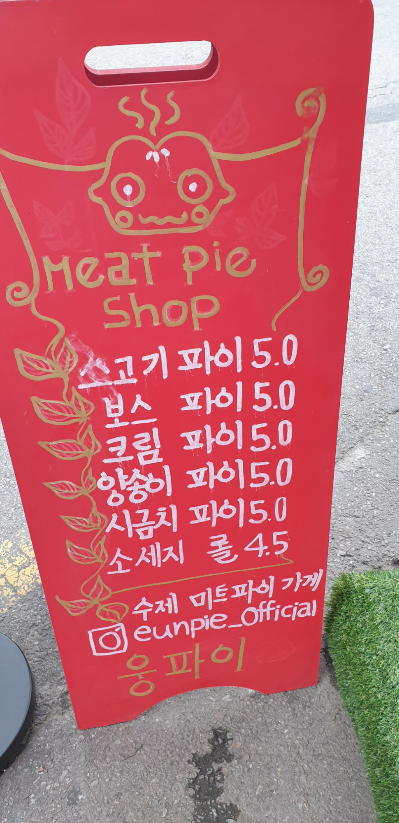 Meat Pie
Shop
소고기 파이 5.0
보스 파이 5.0
크림 파이 5.0
양송이 파이 5.0
시금치 파이 5.0
소세지 롤 4.5
수제 미트파이 가게
eunpie_official
웅파이